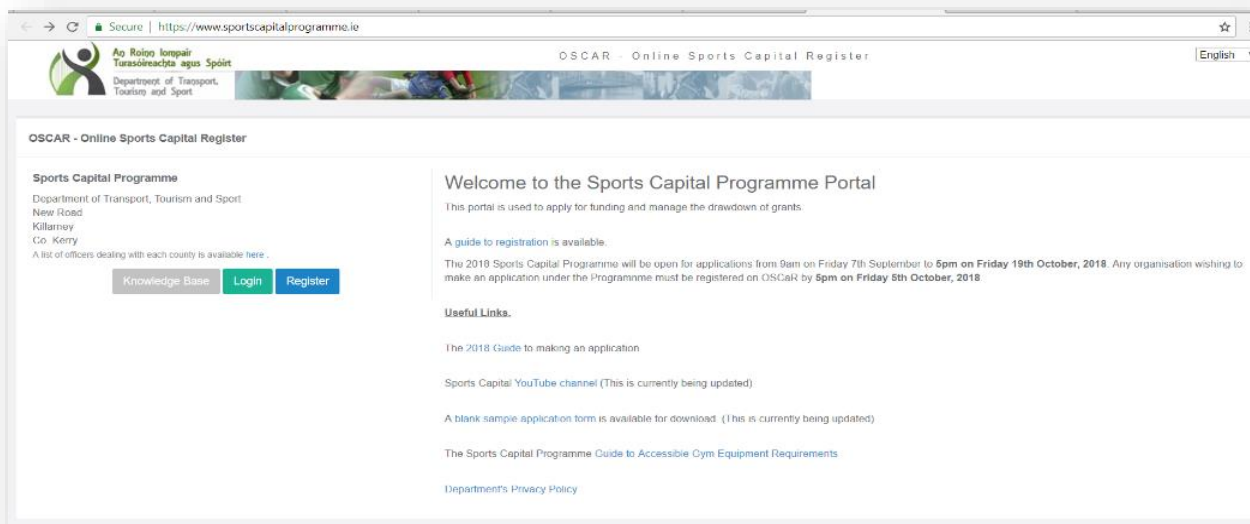 Secure | https://www.sportscapitalprogramme.ie
An Roinn Iompair
Turasóireachta agus Spóirt
Department of Transport,
Tourism and Sport
OSCAR - Online Sports Capital Register
English
OSCAR - Online Sports Capital Register
Sports Capital Programme
Department of Transport, Tourism and Sport
New Road
Killarney
Co. Kerry
A list of officers dealing with each county is available here .
Knowledge Base
Login
Register
Welcome to the Sports Capital Programme Portal
This portal is used to apply for funding and manage the drawdown of grants.
A guide to registration is available.
The 2018 Sports Capital Programme will be open for applications from 9am on Friday 7th September to 5pm on Friday 19th October, 2018. Any organisation wishing to
make an application under the Programnme must be registered on OSCaR by 5pm on Friday 5th October, 2018.
Useful Links.
The 2018 Guide to making an application
Sports Capital YouTube channel (This is currently being updated)
A blank sample application form is available for download. (This is currently being updated)
The Sports Capital Programme Guide to Accessible Gym Equipment Requirements
Department's Privacy Policy